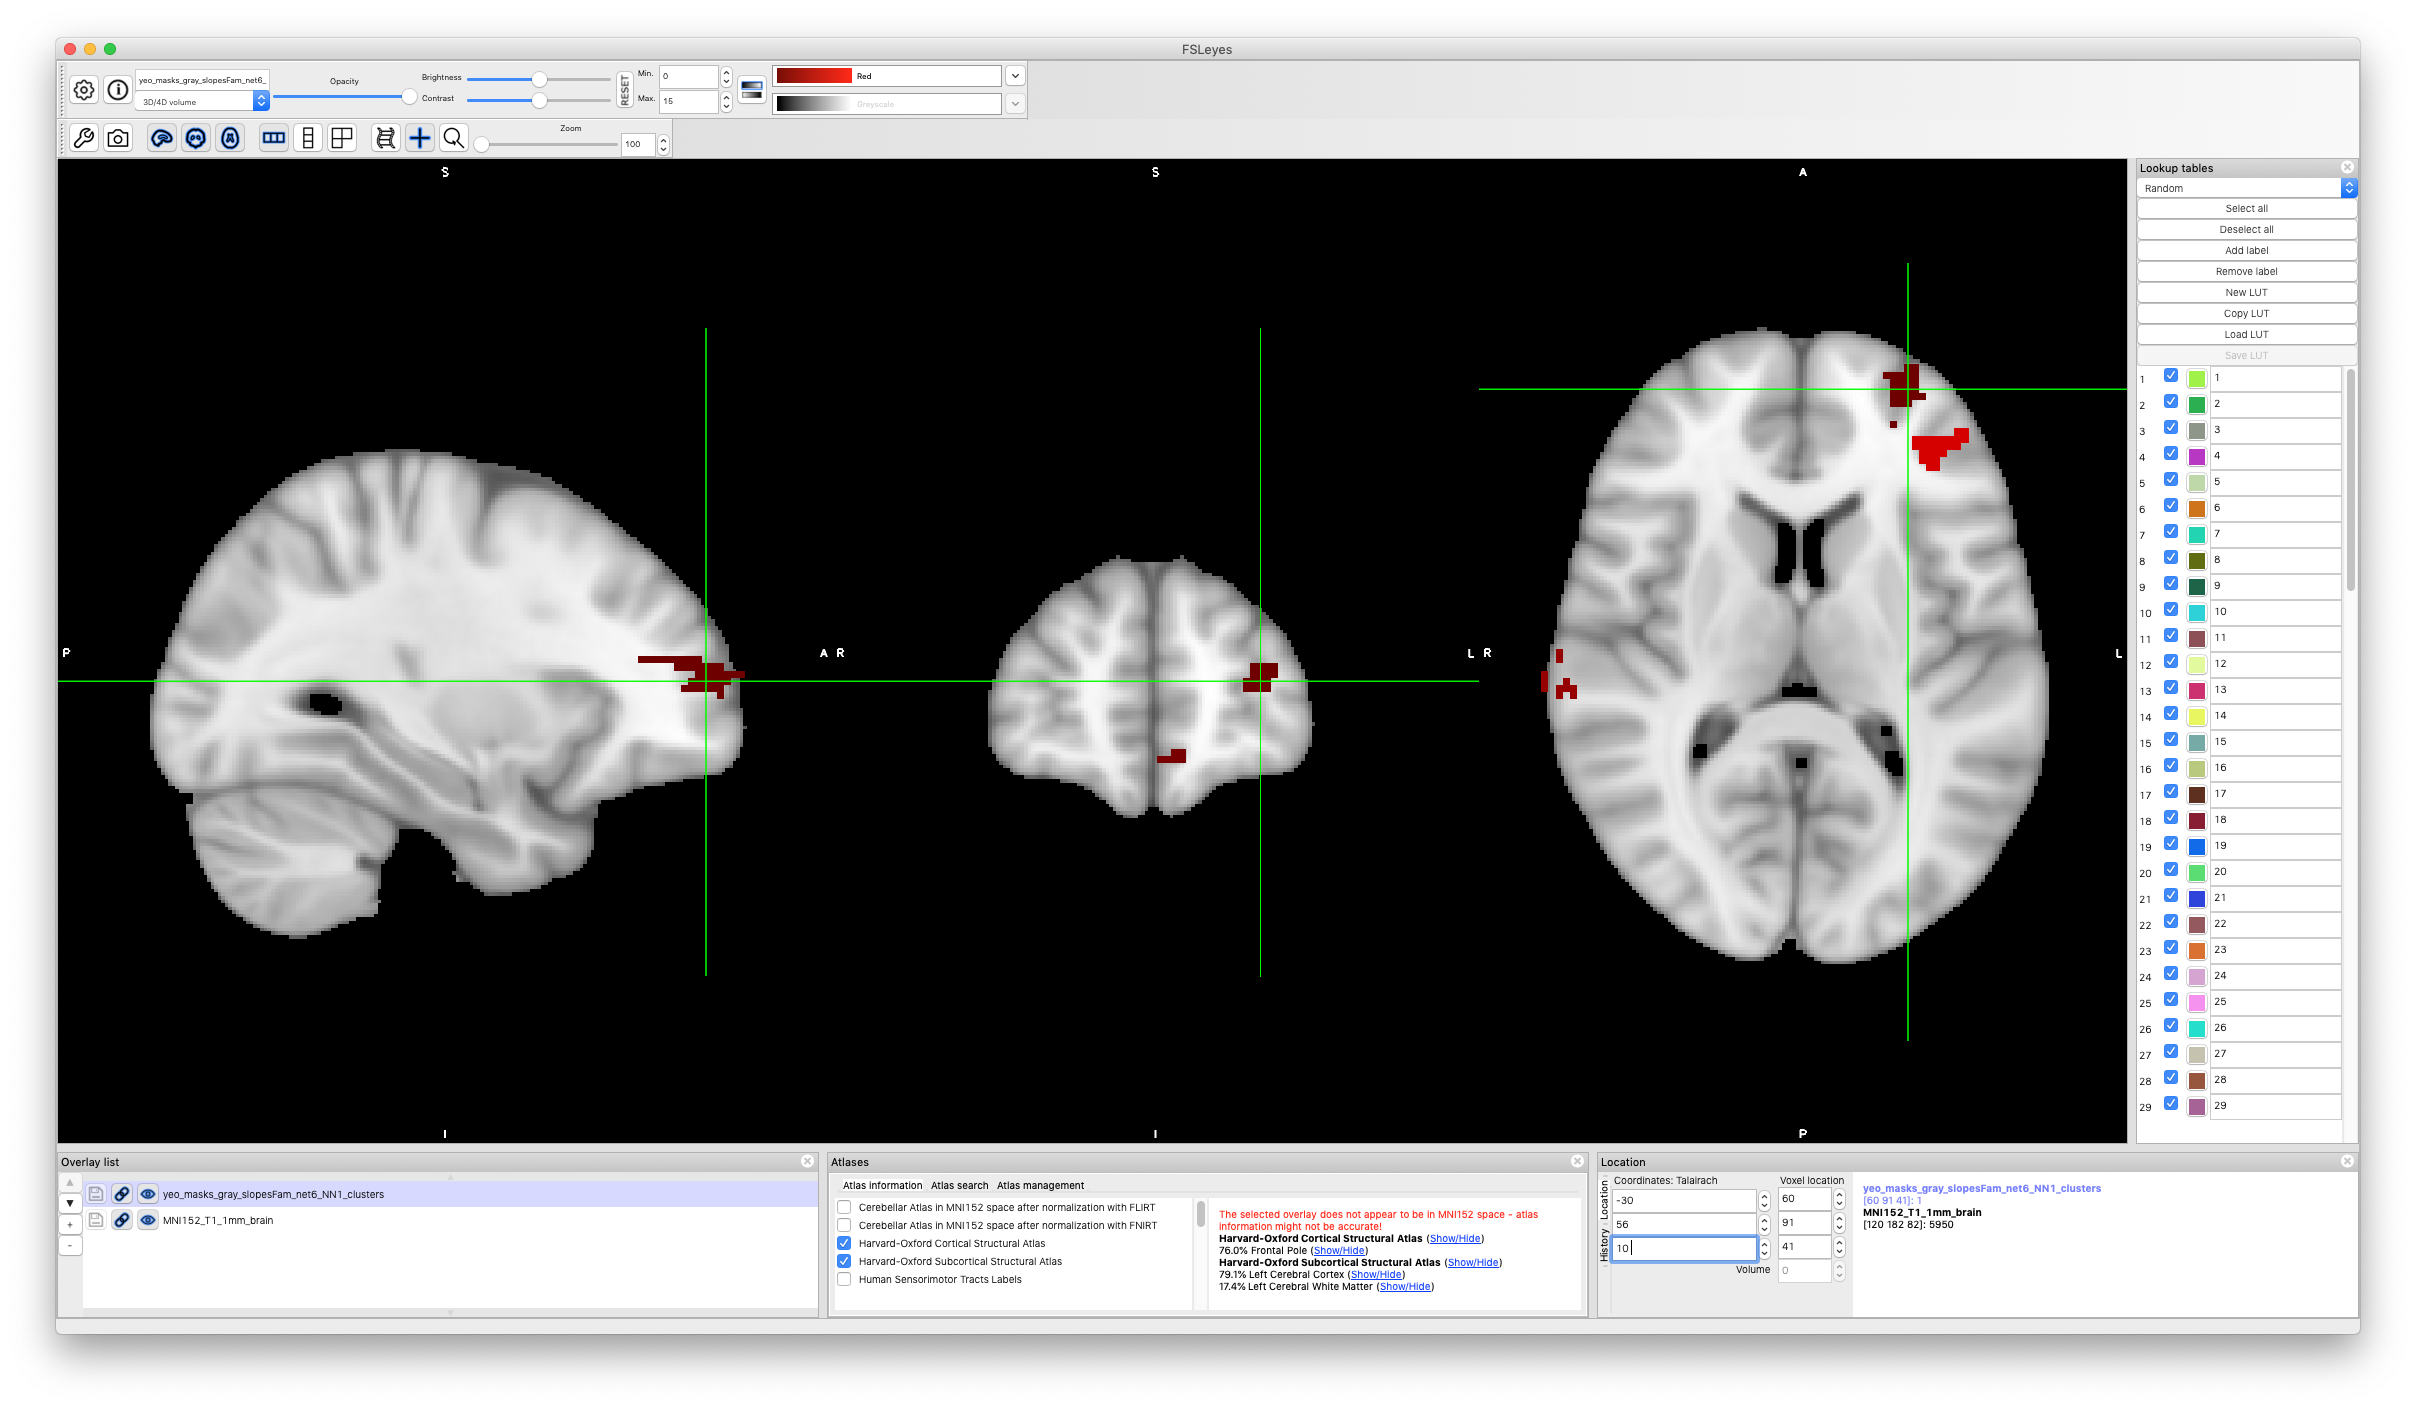 FSLeyes
yeo_masks_gray_slopesFam_net6_
3D/4D volume
Opacity
Brightness
Contrast
RESET
Min. 0
Max. 15
Red
Greyscale
Zoom
100
S
S
A
P
A
R
L
R
L
I
I
P
Lookup tables
Random
Select all
Deselect all
Add label
Remove label
New LUT
Copy LUT
Load LUT
Save LUT
1 1
2 2
3 3
4 4
5 5
6 6
7 7
8 8
9 9
10 10
11 11
12 12
13 13
14 14
15 15
16 16
17 17
18 18
19 19
20 20
21 21
22 22
23 23
24 24
25 25
26 26
27 27
28 28
29 29
Overlay list
yeo_masks_gray_slopesFam_net6_NN1_clusters
MNI152_T1_1mm_brain
+
-
Atlases
Atlas information Atlas search Atlas management
Cerebellar Atlas in MNI152 space after normalization with FLIRT
Cerebellar Atlas in MNI152 space after normalization with FNIRT
Harvard-Oxford Cortical Structural Atlas
Harvard-Oxford Subcortical Structural Atlas
Human Sensorimotor Tracts Labels
The selected overlay does not appear to be in MNI152 space - atlas
information might not be accurate!
Harvard-Oxford Cortical Structural Atlas (Show/Hide)
76.0% Frontal Pole (Show/Hide)
Harvard-Oxford Subcortical Structural Atlas (Show/Hide)
79.1% Left Cerebral Cortex (Show/Hide)
17.4% Left Cerebral White Matter (Show/Hide)
Location
Location
History
Coordinates: Talairach
Voxel location
-30 60
56 91
10 41
Volume 0
yeo_masks_gray_slopesFam_net6_NN1_clusters
[60 91 41]: 1
MNI152_T1_1mm_brain
[120 182 82]: 5950